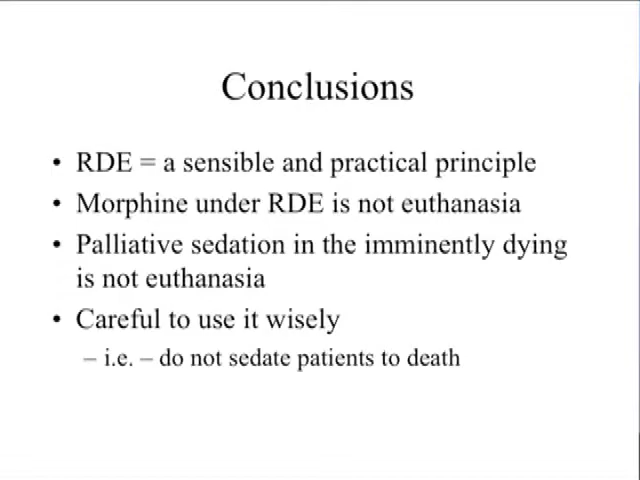 Conclusions
• RDE = a sensible and practical principle
• Morphine under RDE is not euthanasia
• Palliative sedation in the imminently dying
is not euthanasia
• Careful to use it wisely
– i.e. – do not sedate patients to death